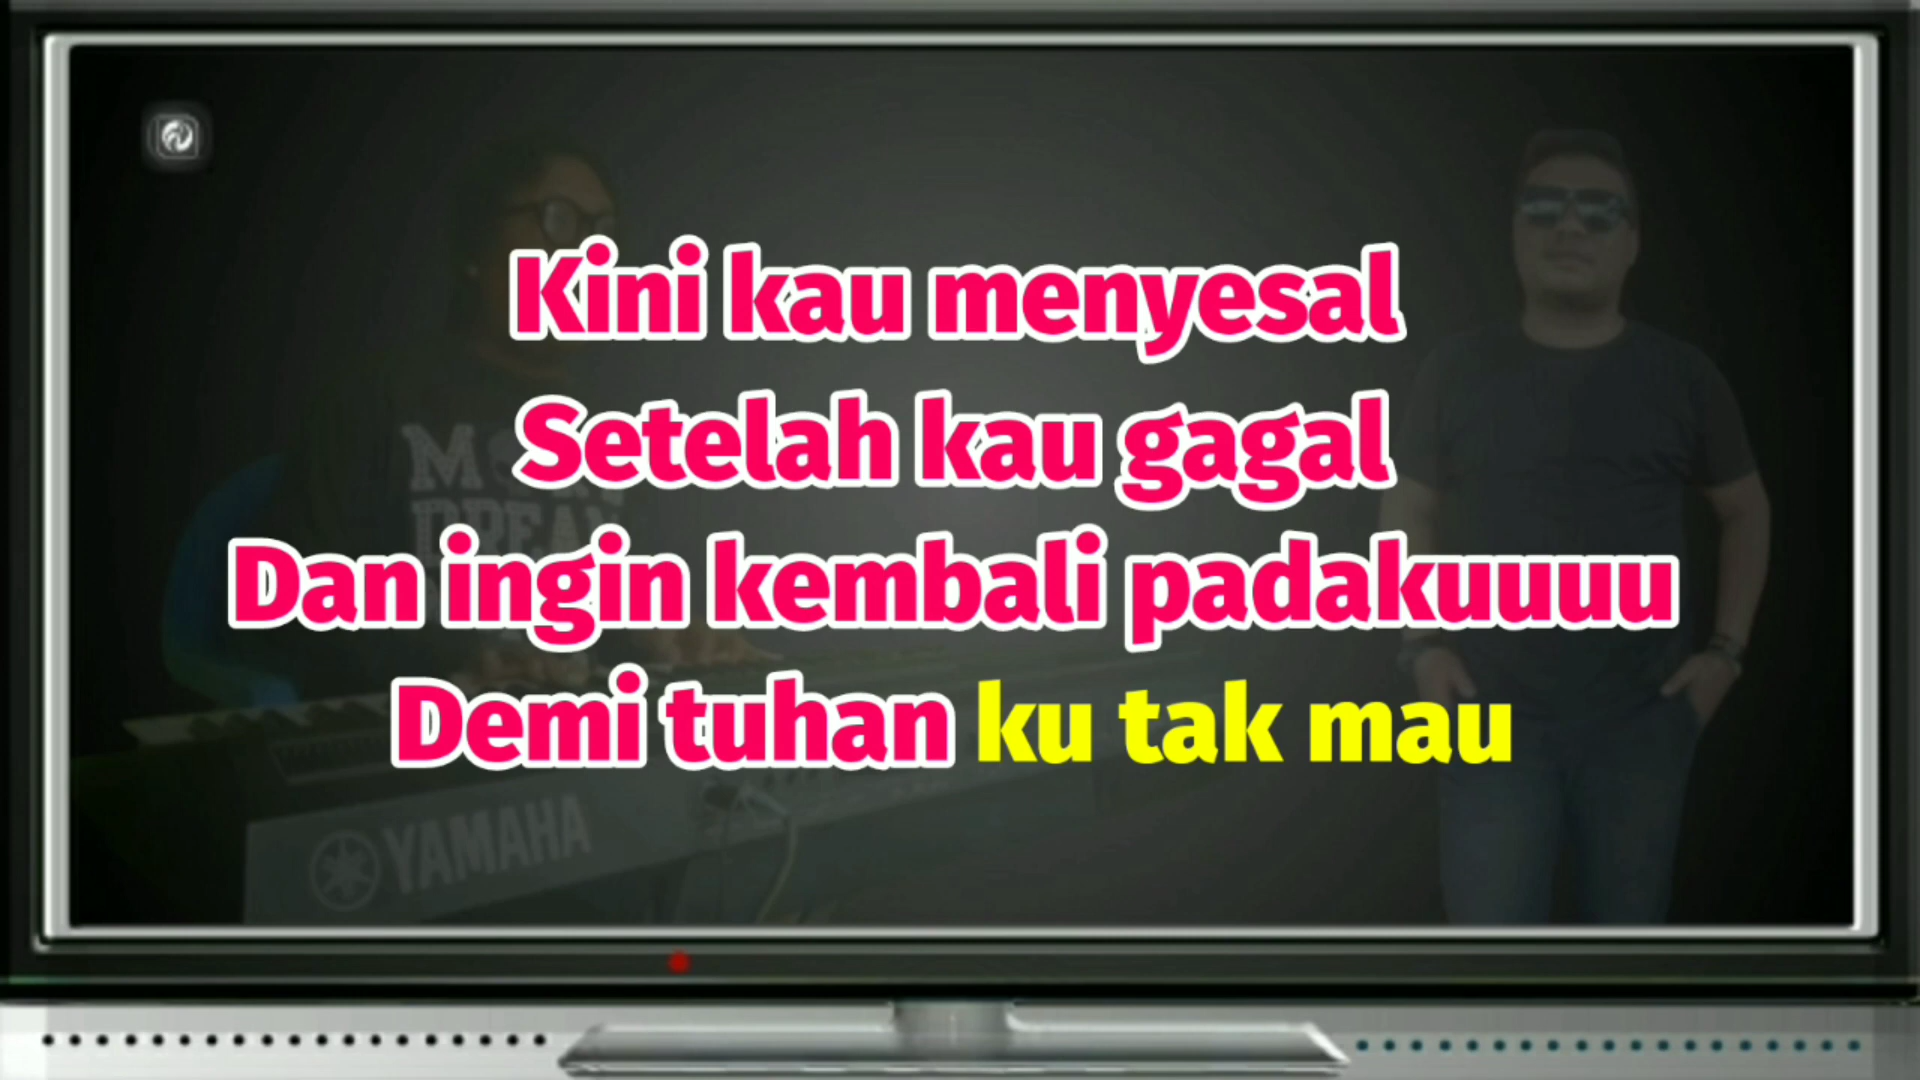 Kini kau menyesal
Setelah kau gagal
Dan ingin kembali padakuuuu
Demi tuhan ku tak mau
YAMAHA